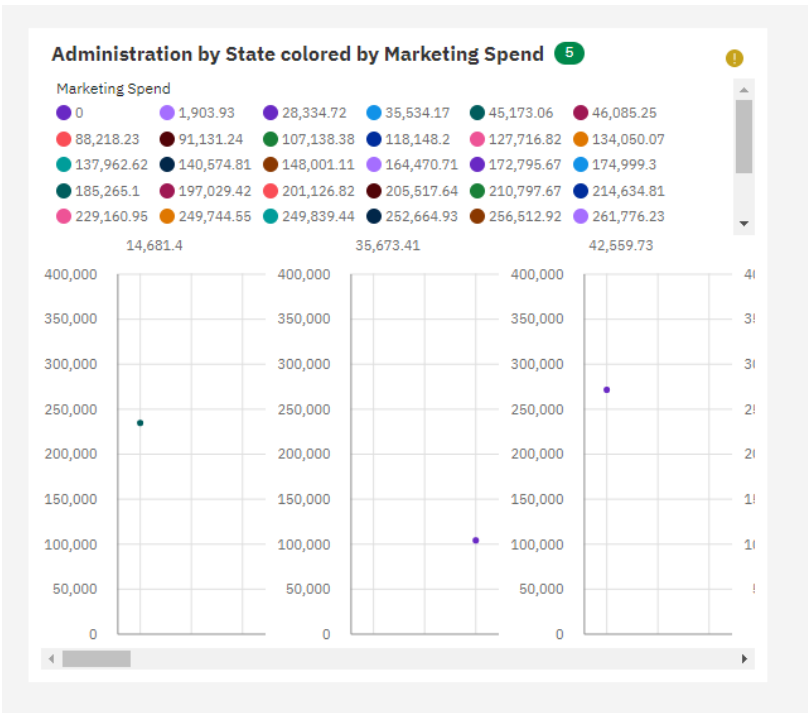 Administration by State colored by Marketing Spend 5
Marketing Spend
0 1,903.93 28,334.72 35,534.17 45,173.06 46,085.25
88,218.23 91,131.24 107,138.38 118,148.2 127,716.82 134,050.07
137,962.62 140,574.81 148,001.11 164,470.71 172,795.67 174,999.3
185,265.1 197,029.42 201,126.82 205,517.64 210,797.67 214,634.81
229,160.95 249,744.55 249,839.44 252,664.93 256,512.92 261,776.23
14,681.4 35,673.41 42,559.73
400,000 400,000 400,000
350,000 350,000 350,000
300,000 300,000 300,000
250,000 250,000 250,000
200,000 200,000 200,000
150,000 150,000 150,000
100,000 100,000 100,000
50,000 50,000 50,000
0 0 0